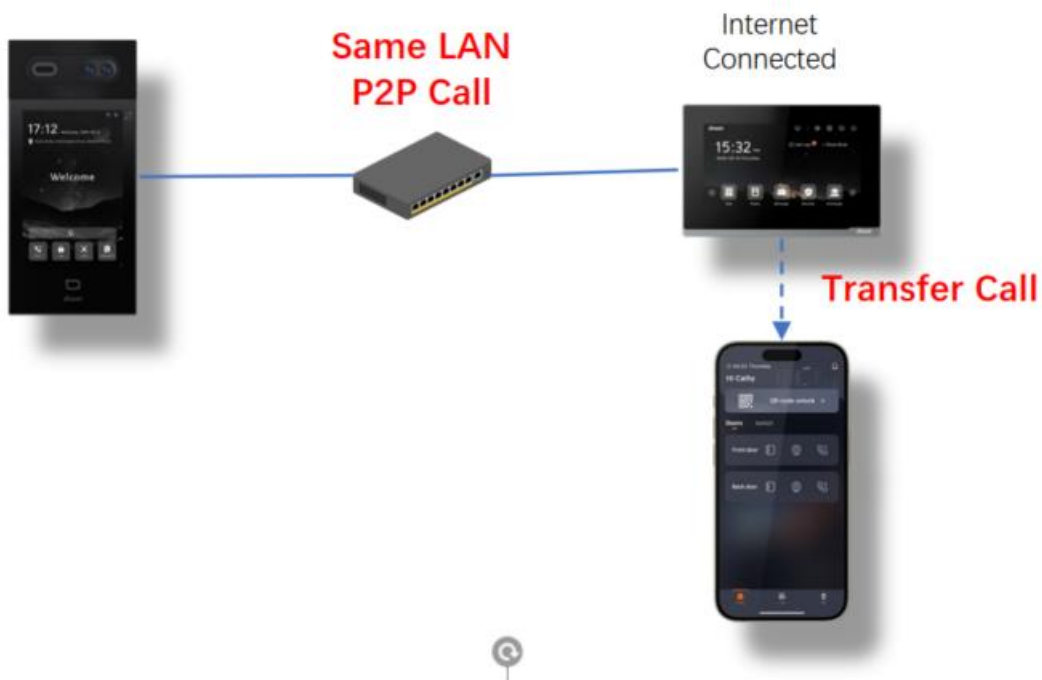 Same LAN
P2P Call
Internet
Connected
17:12
Welcome
15:32
Transfer Call
Hi Cathy
QR code unlock
Doors
Front door
Back door